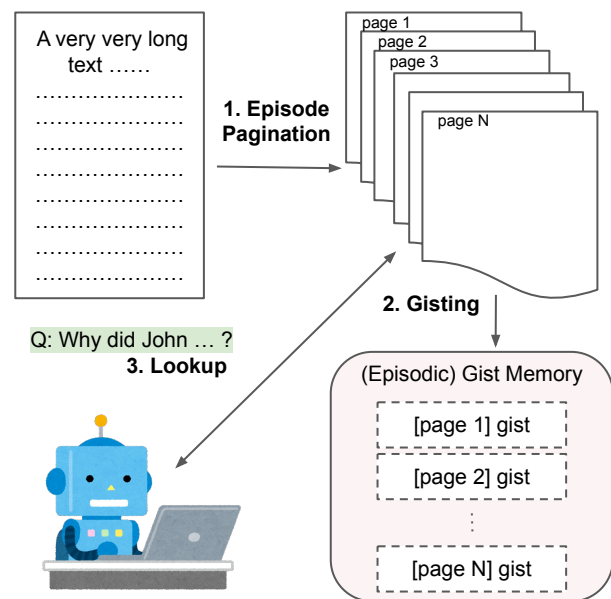 A very very long
text ……
1. Episode
Pagination
page 1
page 2
page 3
page N
2. Gisting
Q: Why did John … ?
3. Lookup
(Episodic) Gist Memory
[page 1] gist
[page 2] gist
⋮
[page N] gist